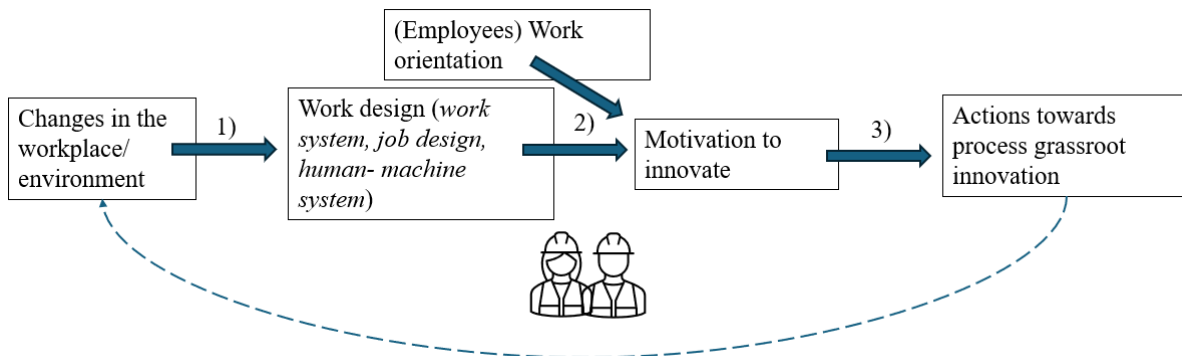 (Employees) Work
orientation
Changes in the
workplace/
environment
1)
Work design (work
system, job design,
human- machine
system)
2)
Motivation to
innovate
3)
Actions towards
process grassroot
innovation